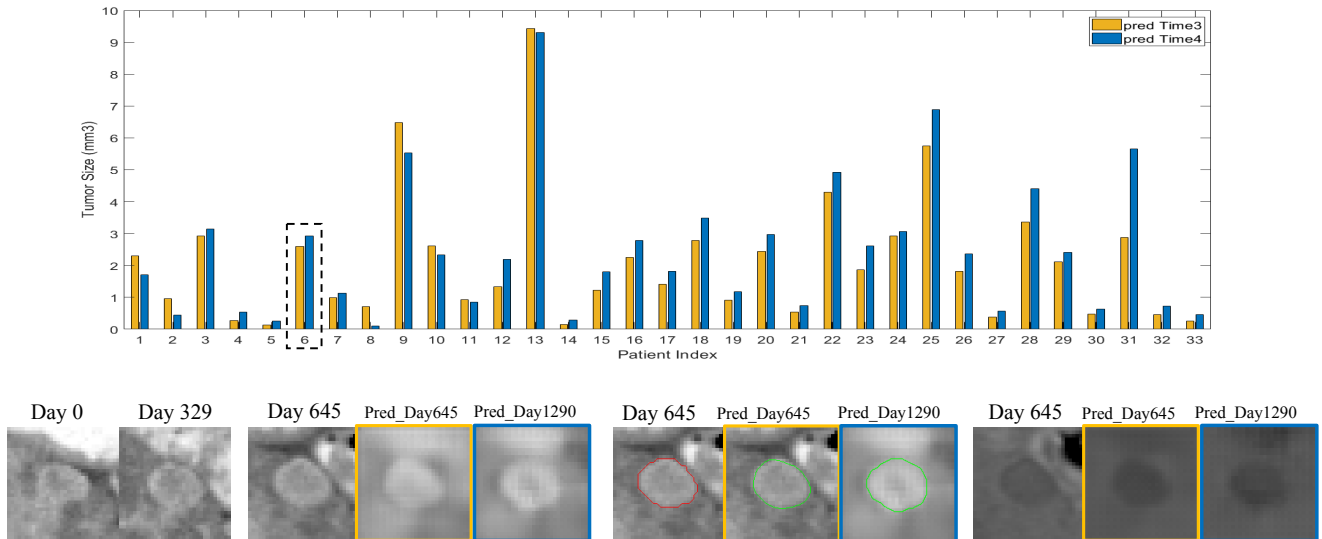 10
9
8
7
6
5
4
3
2
1
0
Tumor Size (mm3)
pred Time3
pred Time4
1 2 3 4 5 6 7 8 9 10 11 12 13 14 15 16 17 18 19 20 21 22 23 24 25 26 27 28 29 30 31 32 33
Patient Index
Day 0 Day 329 Day 645 Pred_Day645 Pred_Day1290 Day 645 Pred_Day645 Pred_Day1290 Day 645 Pred_Day645 Pred_Day1290